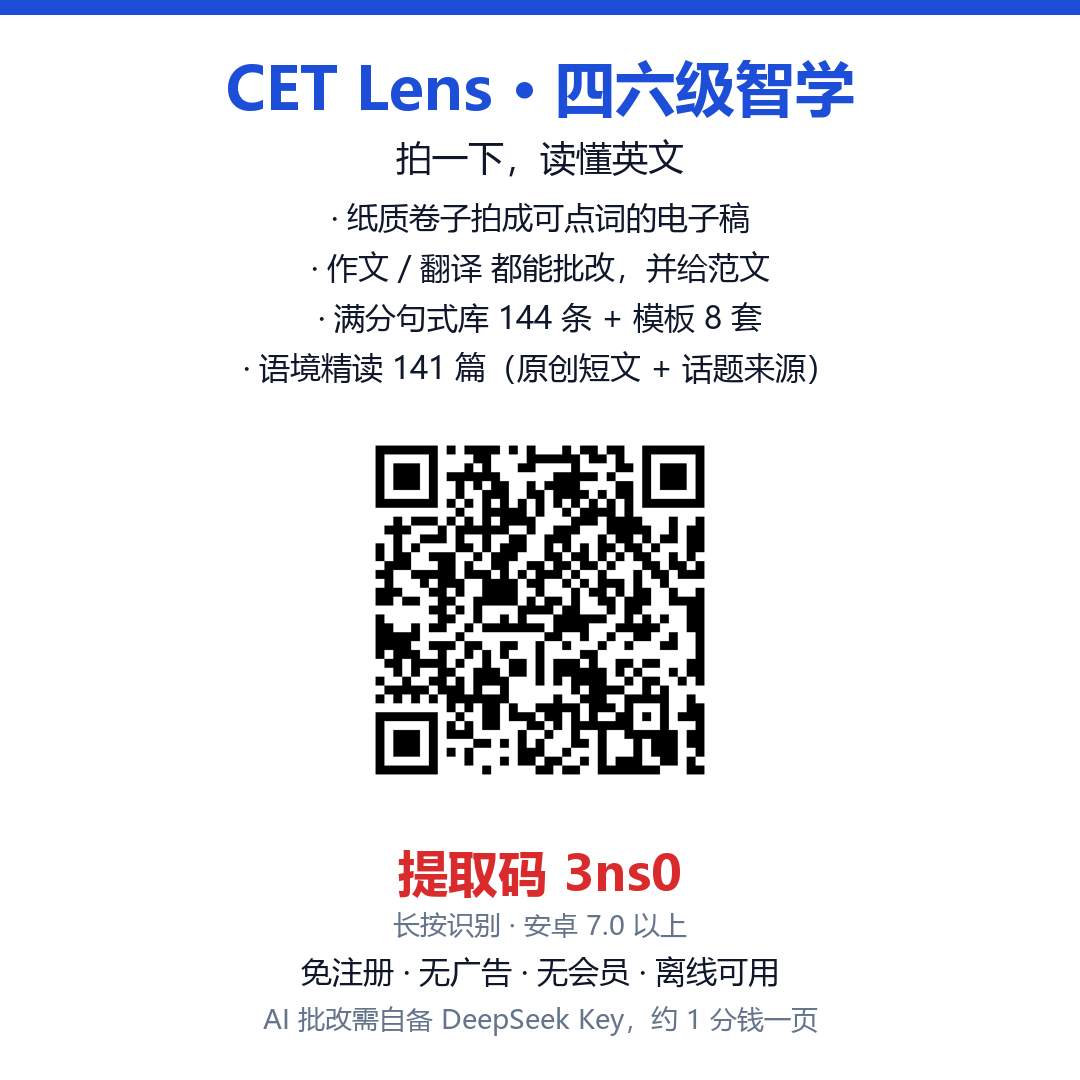 CET Lens · 四六级智学
拍一下，读懂英文
· 纸质卷子拍成可点词的电子稿
· 作文 / 翻译 都能批改，并给范文
· 满分句式库 144 条 + 模板 8 套
· 语境精读 141 篇（原创短文 + 话题来源）
提取码 3ns0
长按识别 · 安卓 7.0 以上
免注册 · 无广告 · 无会员 · 离线可用
AI 批改需自备 DeepSeek Key，约 1 分钱一页